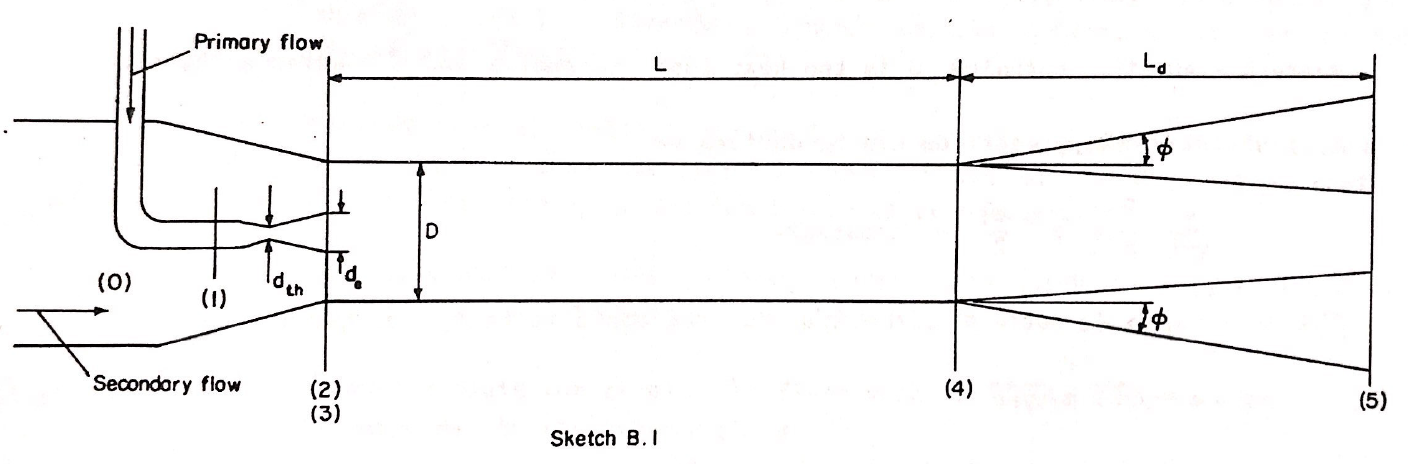 Primary flow
L
L_d
ϕ
D
d_e
d_th
(0)
(1)
ϕ
Secondary flow
(2)
(3)
(4)
(5)
Sketch B.1